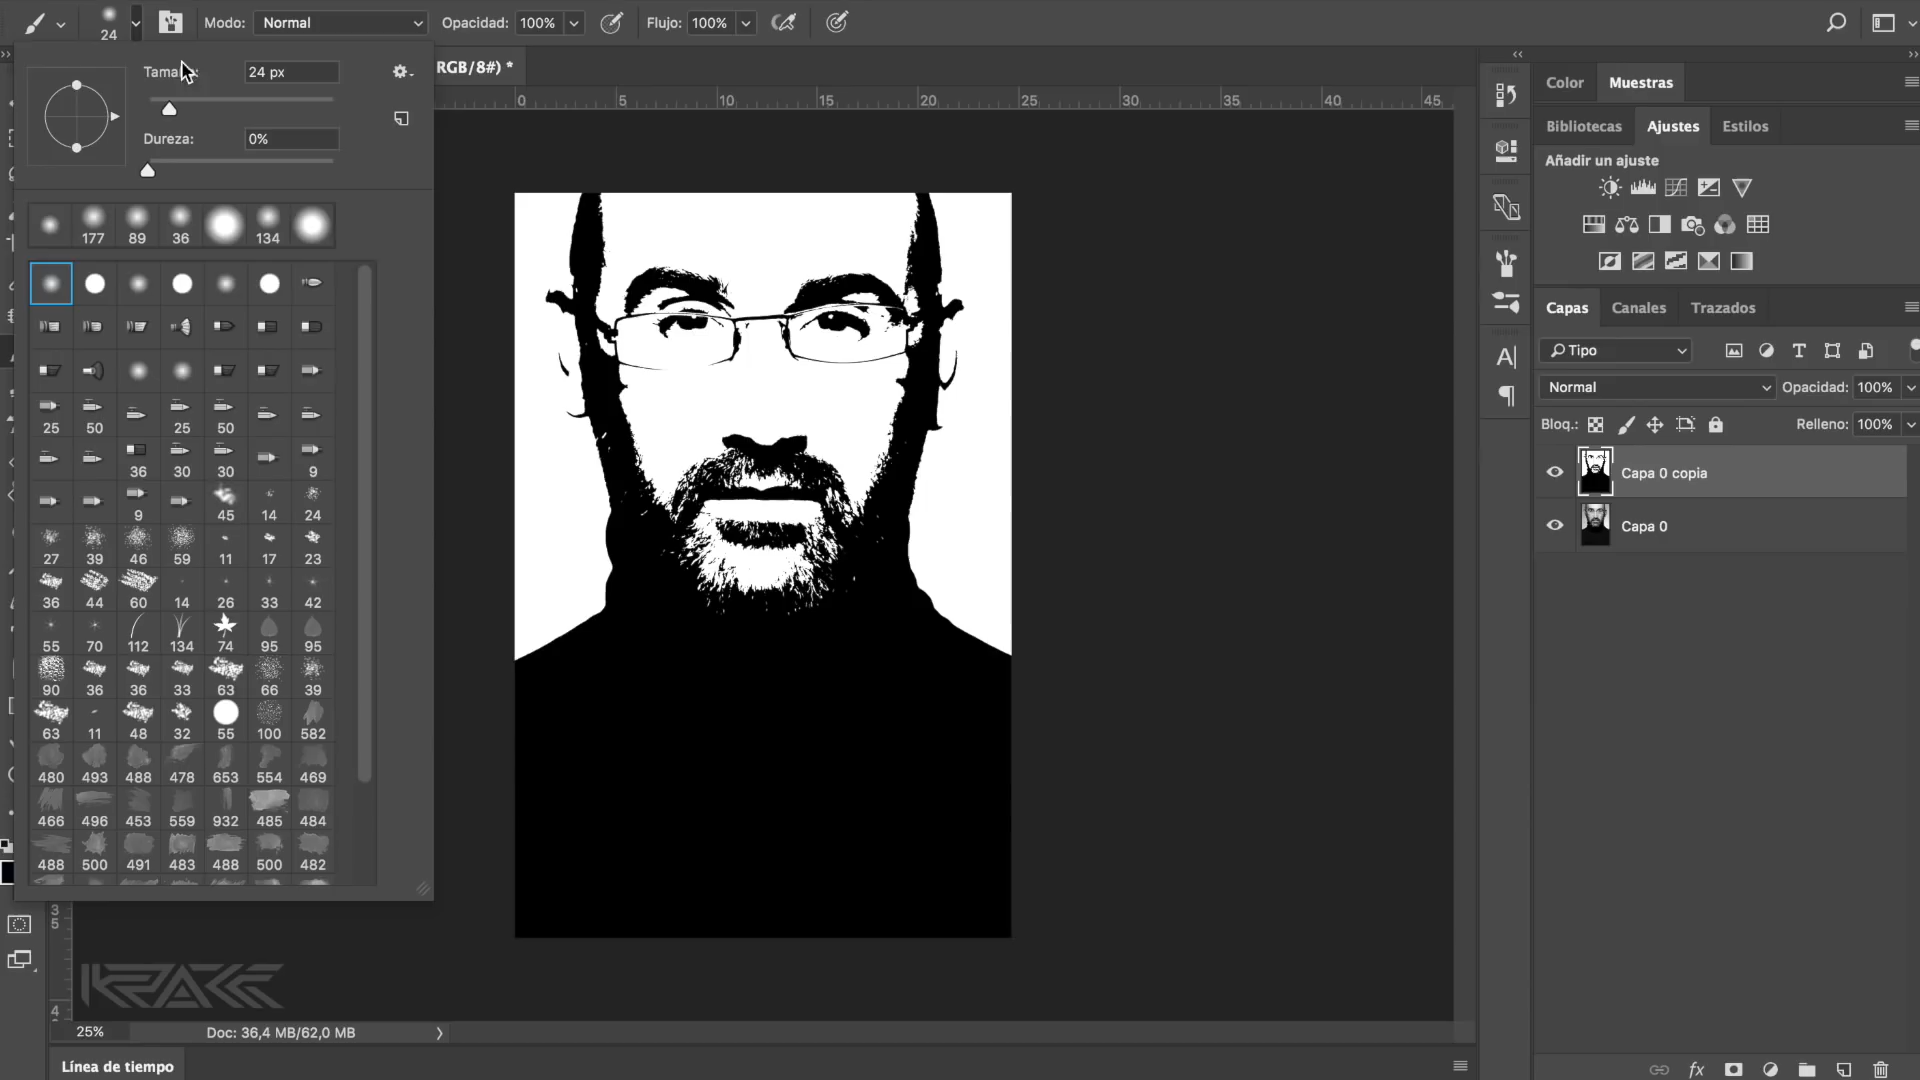 24
Modo: Normal Opacidad: 100% Flujo: 100%
Tamaño: 24 px
RGB/8#) *
0 5 10 15 20 25 30 35 40 45
Dureza: 0%
177 89 36 134
25 50 25 50
36 30 30 9
9 45 14 24
27 39 46 59 11 17 23
36 44 60 14 26 33 42
55 70 112 134 74 95 95
90 36 36 33 63 66 39
63 11 48 32 55 100 582
480 493 488 478 653 554 469
466 496 453 559 932 485 484
488 500 491 483 488 500 482
3
5
4
25% Doc: 36,4 MB/62,0 MB
Línea de tiempo
Color Muestras
Bibliotecas Ajustes Estilos
Añadir un ajuste
Capas Canales Trazados
Tipo
Normal Opacidad: 100%
Bloq.: Relleno: 100%
Capa 0 copia
Capa 0
fx